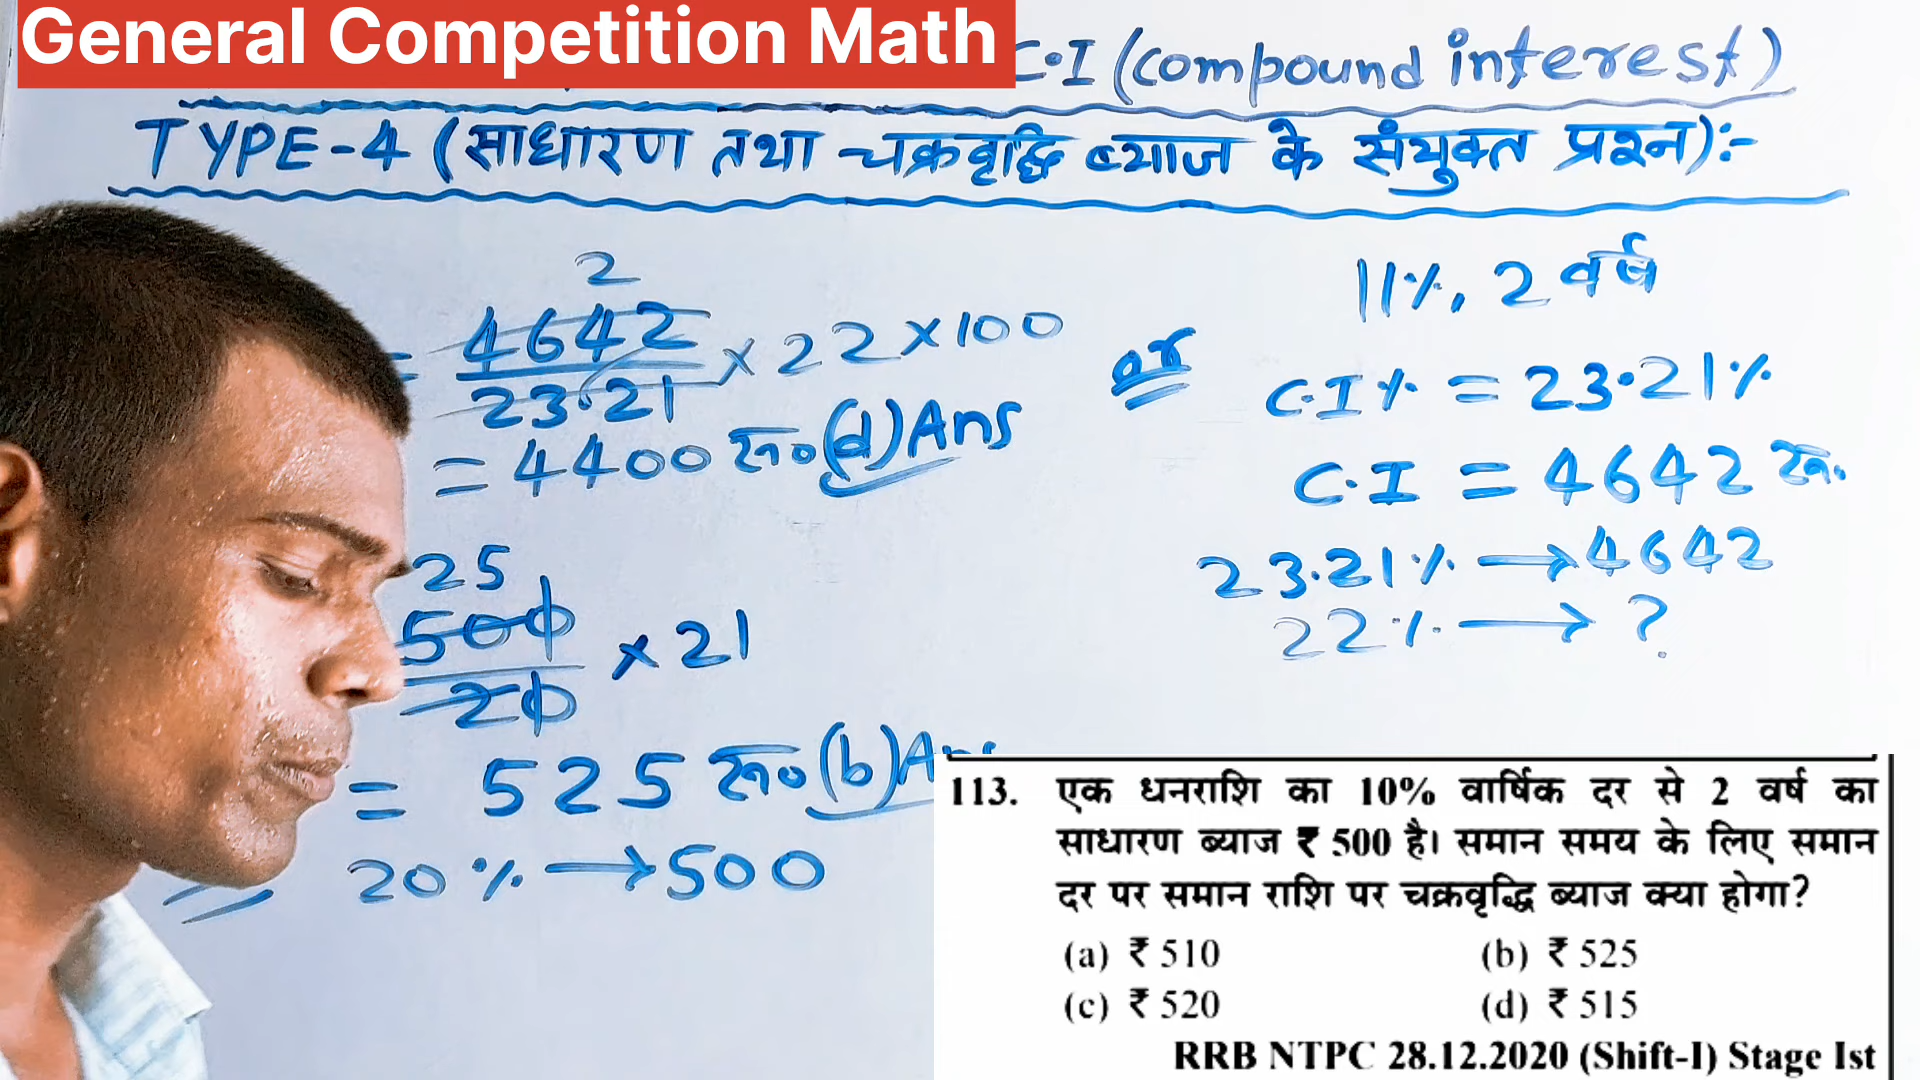 General Competition Math
C.I (compound interest)
TYPE-4 (साधारण तथा चक्रवृद्धि ब्याज के संयुक्त प्रश्न):-
2
= 4642/23.21 × 22 × 100
= 4400 रू० (d) Ans
or
11%, 2 वर्ष
C.I% = 23.21%
C.I = 4642 रू.
23.21% → 4642
22% → ?
25
500/20 × 21
= 525 रू० (b) Ans
20% → 500
113. एक धनराशि का 10% वार्षिक दर से 2 वर्ष का
साधारण ब्याज ₹ 500 है। समान समय के लिए समान
दर पर समान राशि पर चक्रवृद्धि ब्याज क्या होगा?
(a) ₹ 510 (b) ₹ 525
(c) ₹ 520 (d) ₹ 515
RRB NTPC 28.12.2020 (Shift-I) Stage Ist